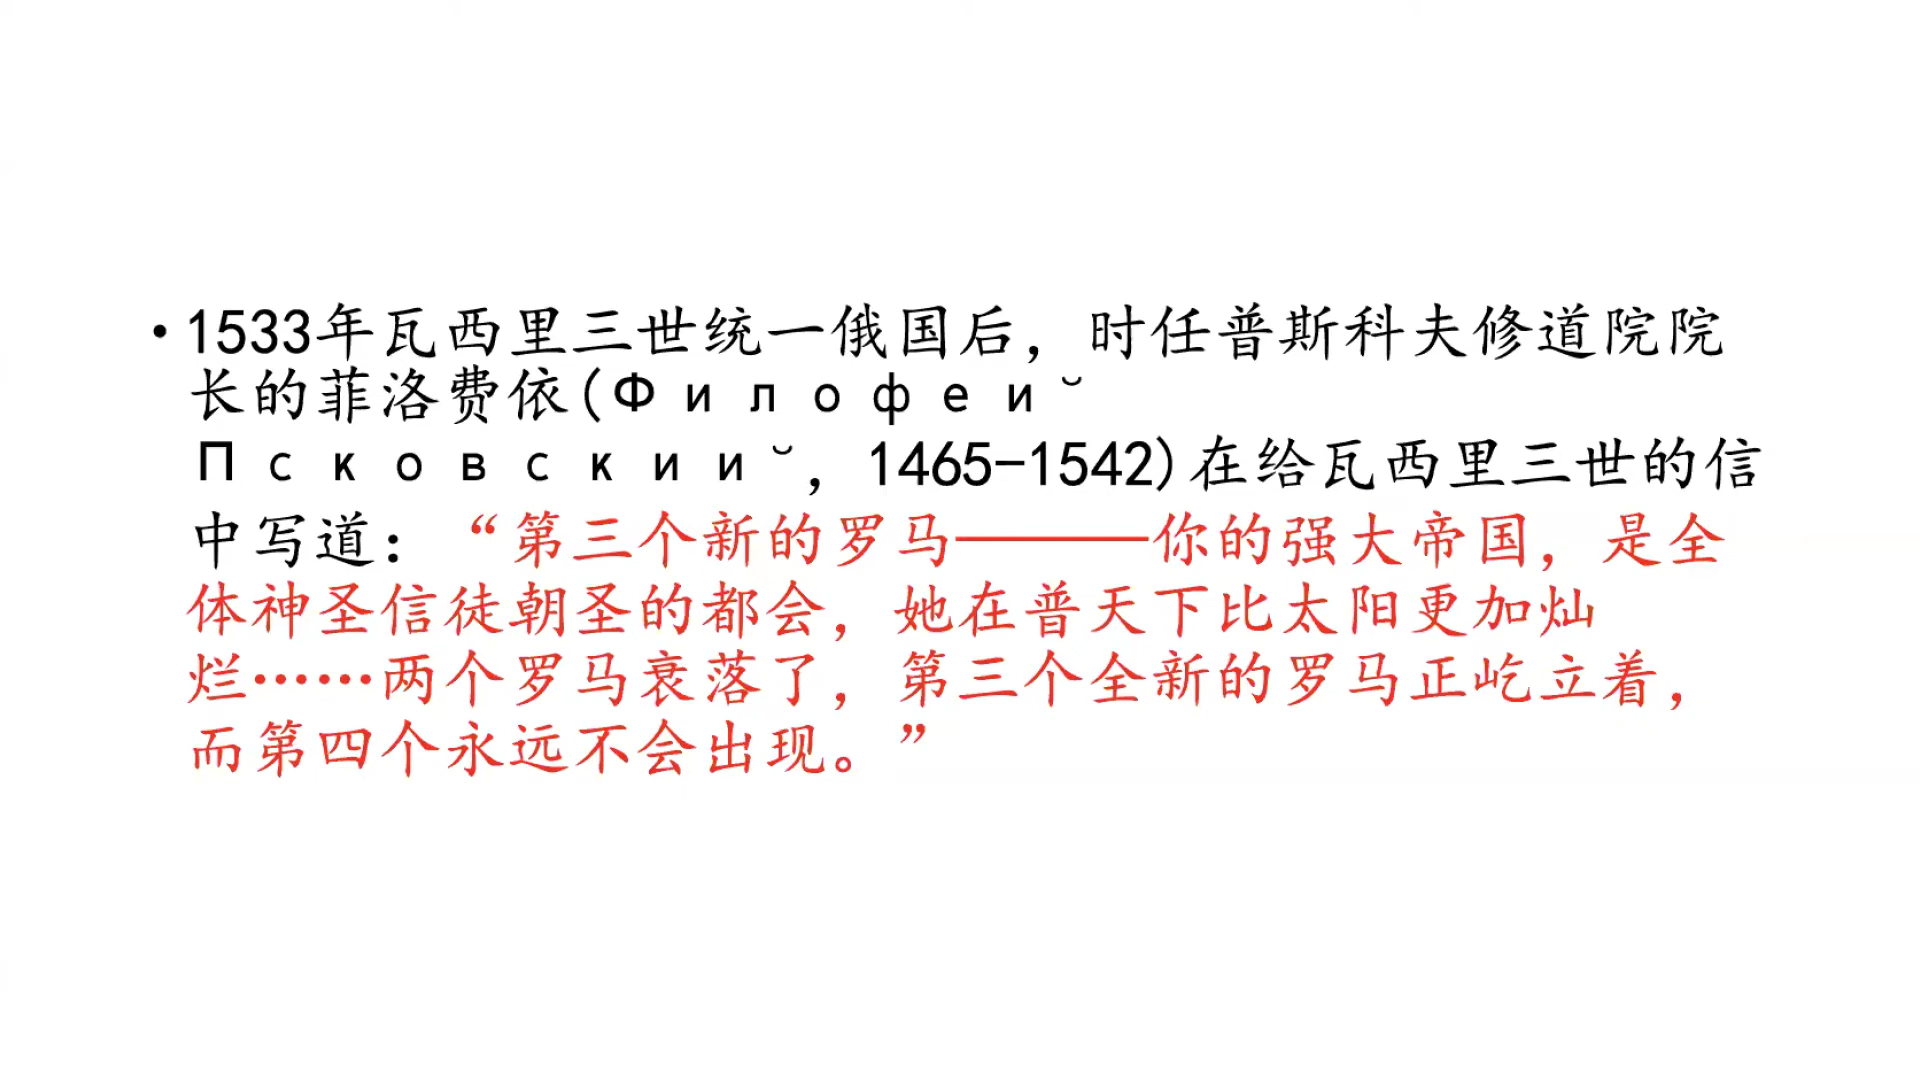 • 1533年瓦西里三世统一俄国后，时任普斯科夫修道院院
长的菲洛费依(Филофей
Псковский，1465-1542)在给瓦西里三世的信
中写道：“第三个新的罗马———你的强大帝国，是全
体神圣信徒朝圣的都会，她在普天下比太阳更加灿
烂……两个罗马衰落了，第三个全新的罗马正屹立着，
而第四个永远不会出现。”